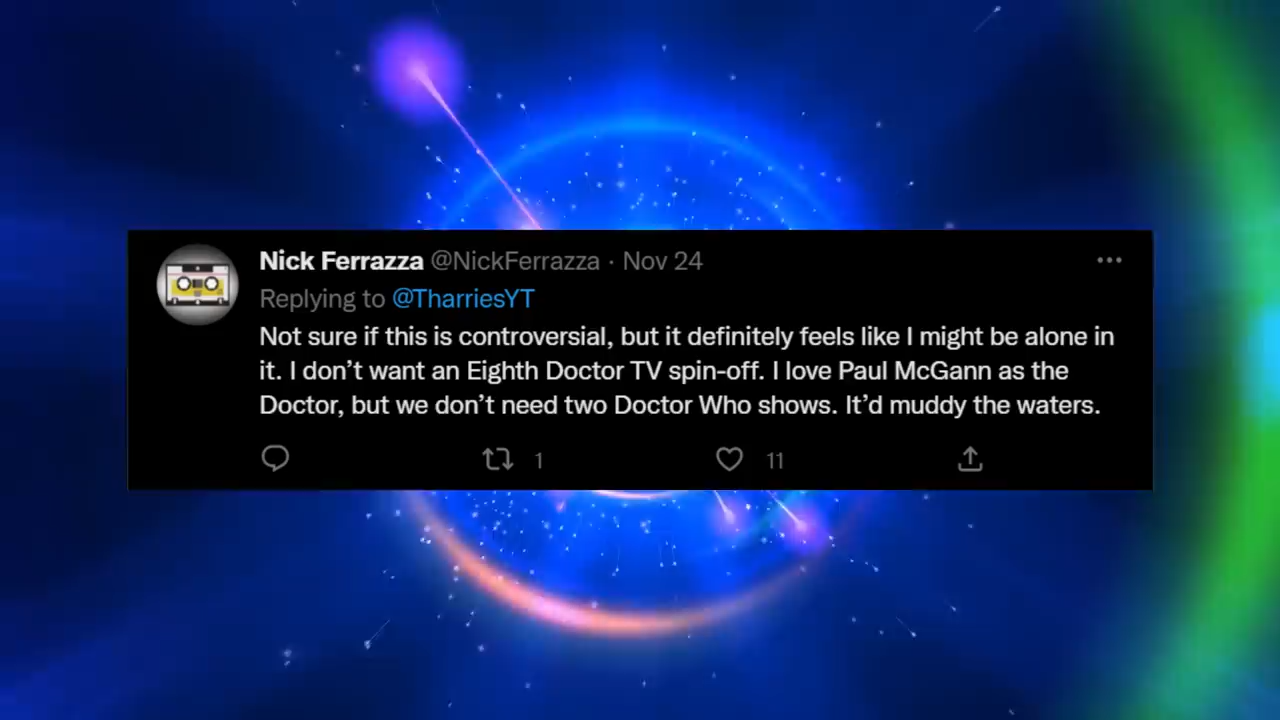 Nick Ferrazza @NickFerrazza · Nov 24
Replying to @TharriesYT
Not sure if this is controversial, but it definitely feels like I might be alone in
it. I don’t want an Eighth Doctor TV spin-off. I love Paul McGann as the
Doctor, but we don’t need two Doctor Who shows. It’d muddy the waters.
1 11